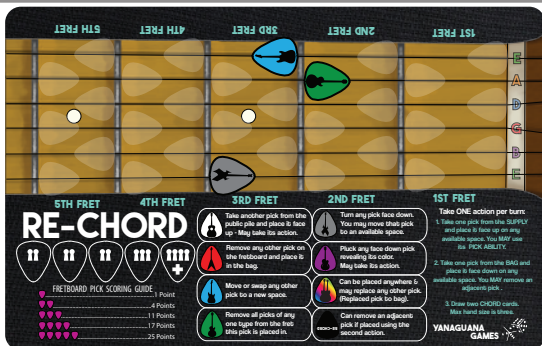 5TH FRET 4TH FRET 3RD FRET 2ND FRET 1ST FRET
E
A
D
G
B
E
5TH FRET 4TH FRET 3RD FRET 2ND FRET 1ST FRET
RE-CHORD
+
FRETBOARD PICK SCORING GUIDE
1 Point
4 Points
11 Points
17 Points
25 Points
Take another pick from the
public pile and place it face
up - May take its action.
Remove any other pick on
the fretboard and place it
in the bag.
Move or swap any other
pick to a new space.
Remove all picks of any
one type from the fret
this pick is placed in.
Turn any pick face down.
You may move that pick
to an available space.
Pluck any face down pick
revealing its color.
May take its action.
Can be placed anywhere &
may replace any other pick.
(Replaced pick to bag).
Can remove an adjacent
pick if placed using the
second action.
Take ONE action per turn:
1. Take one pick from the SUPPLY
and place it face up on any
available space. You MAY use
its PICK ABILITY.
2. Take one pick from the BAG and
place it face down on any
available space. You MAY remove an
adjacent pick.
3. Draw two CHORD cards.
Max hand size is three.
YANAGUANA
GAMES